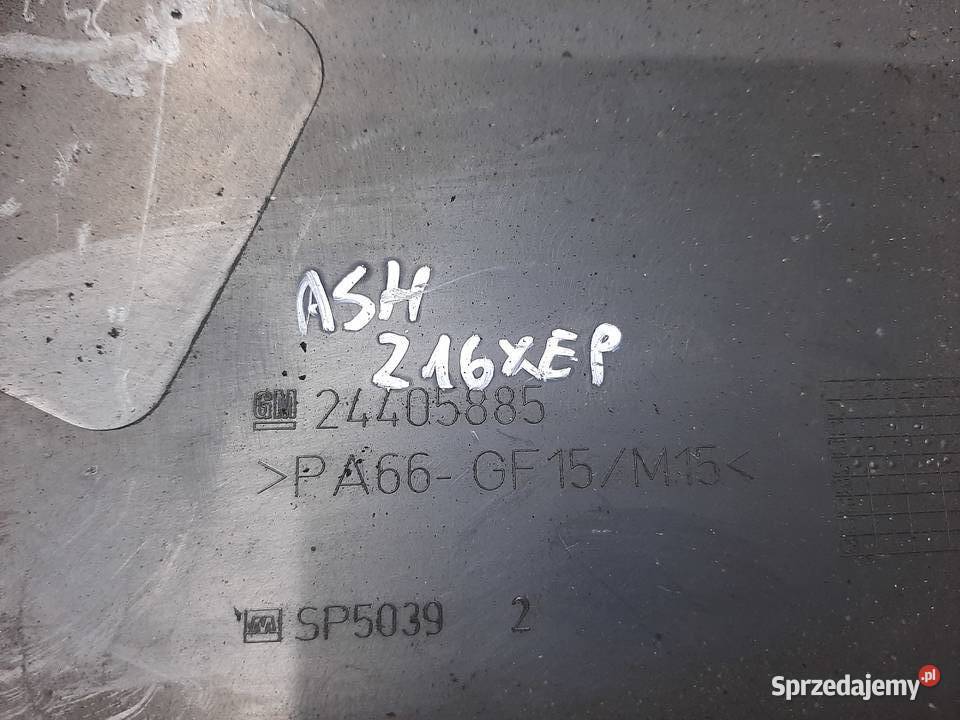 ASH
Z16XEP
GM 24405885
>PA66-GF15/M15<
SP5039 2
Sprzedajemy.pl